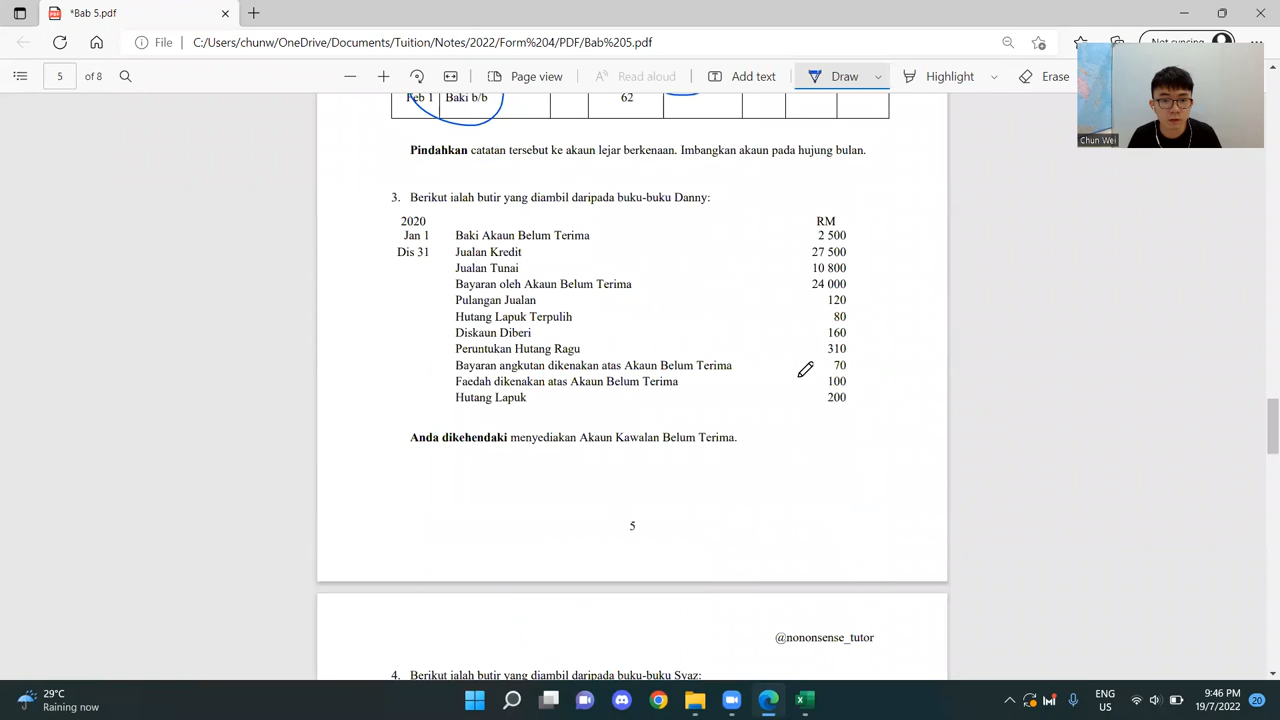 *Bab 5.pdf
File
C:/Users/chunw/OneDrive/Documents/Tuition/Notes/2022/Form%204/PDF/Bab%205.pdf
Not syncing
5 of 8
Page view
Read aloud
Add text
Draw
Highlight
Erase
Chun Wei
Feb 1 Baki b/b 62
Pindahkan catatan tersebut ke akaun lejar berkenaan. Imbangkan akaun pada hujung bulan.
3. Berikut ialah butir yang diambil daripada buku-buku Danny:
2020 RM
Jan 1 Baki Akaun Belum Terima 2 500
Dis 31 Jualan Kredit 27 500
Jualan Tunai 10 800
Bayaran oleh Akaun Belum Terima 24 000
Pulangan Jualan 120
Hutang Lapuk Terpulih 80
Diskaun Diberi 160
Peruntukan Hutang Ragu 310
Bayaran angkutan dikenakan atas Akaun Belum Terima 70
Faedah dikenakan atas Akaun Belum Terima 100
Hutang Lapuk 200
Anda dikehendaki menyediakan Akaun Kawalan Belum Terima.
5
@nononsense_tutor
4. Berikut ialah butir yang diambil daripada buku-buku Syaz:
29°C
Raining now
ENG
US
9:46 PM
19/7/2022
20